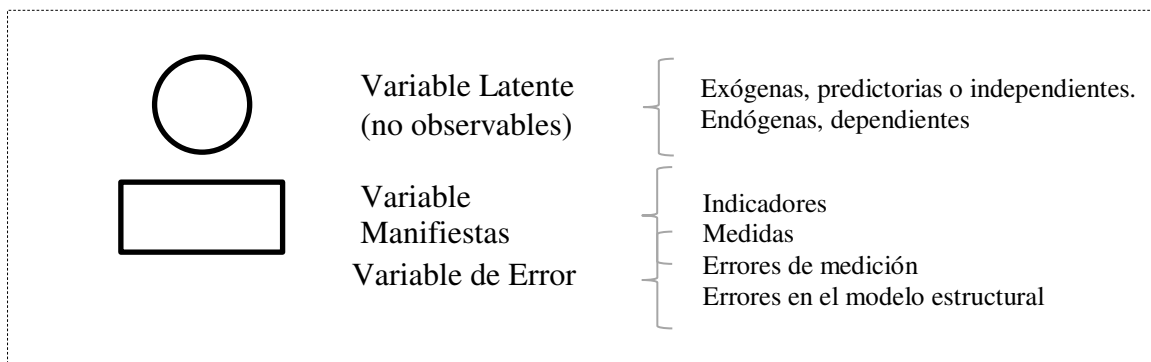 Variable Latente
(no observables)
Exógenas, predictorias o independientes.
Endógenas, dependientes
Variable
Manifiestas
Indicadores
Medidas
Variable de Error
Errores de medición
Errores en el modelo estructural